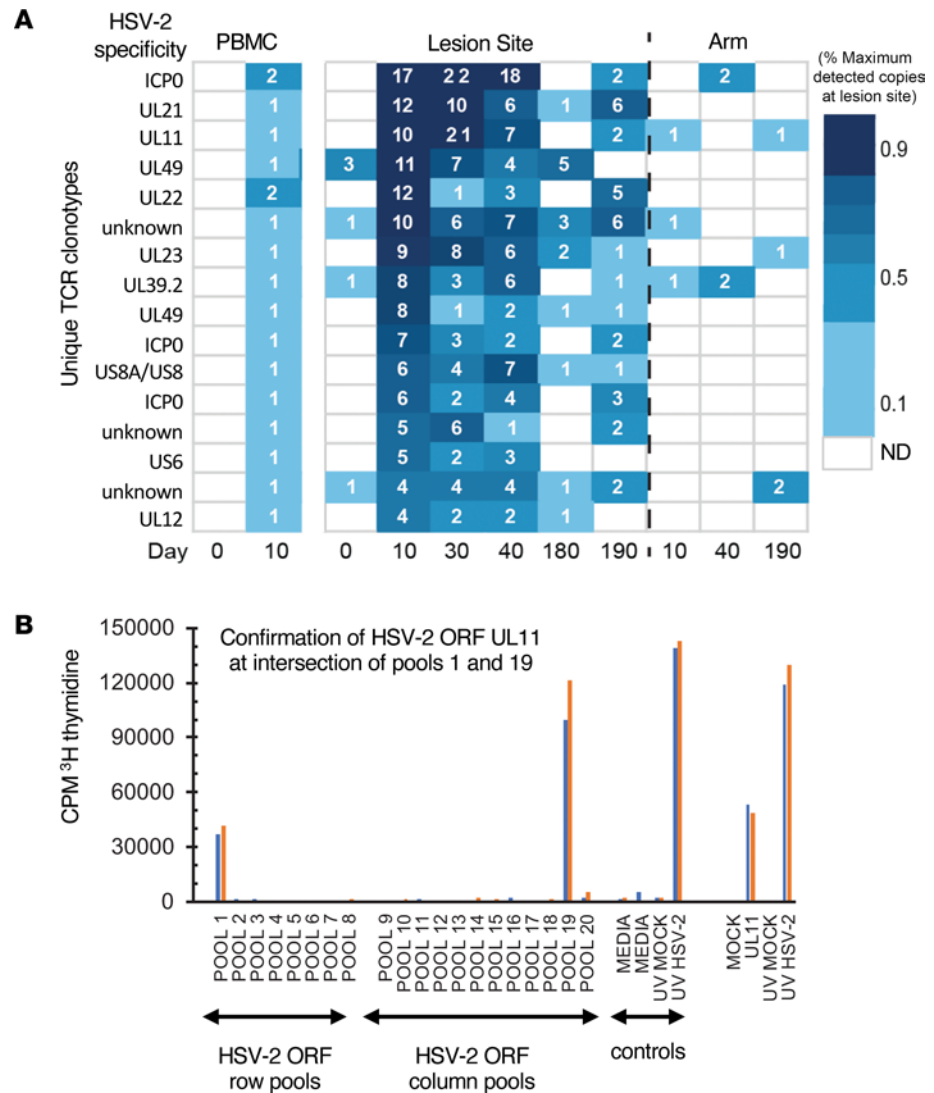 A
HSV-2 specificity
PBMC
Lesion Site
Arm
(% Maximum
detected copies
at lesion site)
Unique TCR clonotypes
ICP0 2 17 2 2 18 2 2
UL21 1 12 10 6 1 6
UL11 1 10 2 1 7 2 1 1
UL49 1 3 11 7 4 5
UL22 2 12 1 3 5
unknown 1 1 10 6 7 3 6 1
UL23 1 9 8 6 2 1 1
UL39.2 1 1 8 3 6 1 1 2
UL49 1 8 1 2 1 1
ICP0 1 7 3 2 2
US8A/US8 1 6 4 7 1 1
ICP0 1 6 2 4 3
unknown 1 5 6 1 2
US6 1 5 2 3
unknown 1 1 4 4 4 1 2 2
UL12 1 4 2 2 1
Day 0 10 0 10 30 40 180 190 10 40 190
0.9
0.5
0.1
ND
B
Confirmation of HSV-2 ORF UL11
at intersection of pools 1 and 19
CPM ³H thymidine
150000
120000
90000
60000
30000
0
POOL 1
POOL 2
POOL 3
POOL 4
POOL 5
POOL 6
POOL 7
POOL 8
POOL 9
POOL 10
POOL 11
POOL 12
POOL 13
POOL 14
POOL 15
POOL 16
POOL 17
POOL 18
POOL 19
POOL 20
MEDIA
MEDIA
UV MOCK
UV HSV-2
MOCK
UL11
UV MOCK
UV HSV-2
HSV-2 ORF
row pools
HSV-2 ORF
column pools
controls